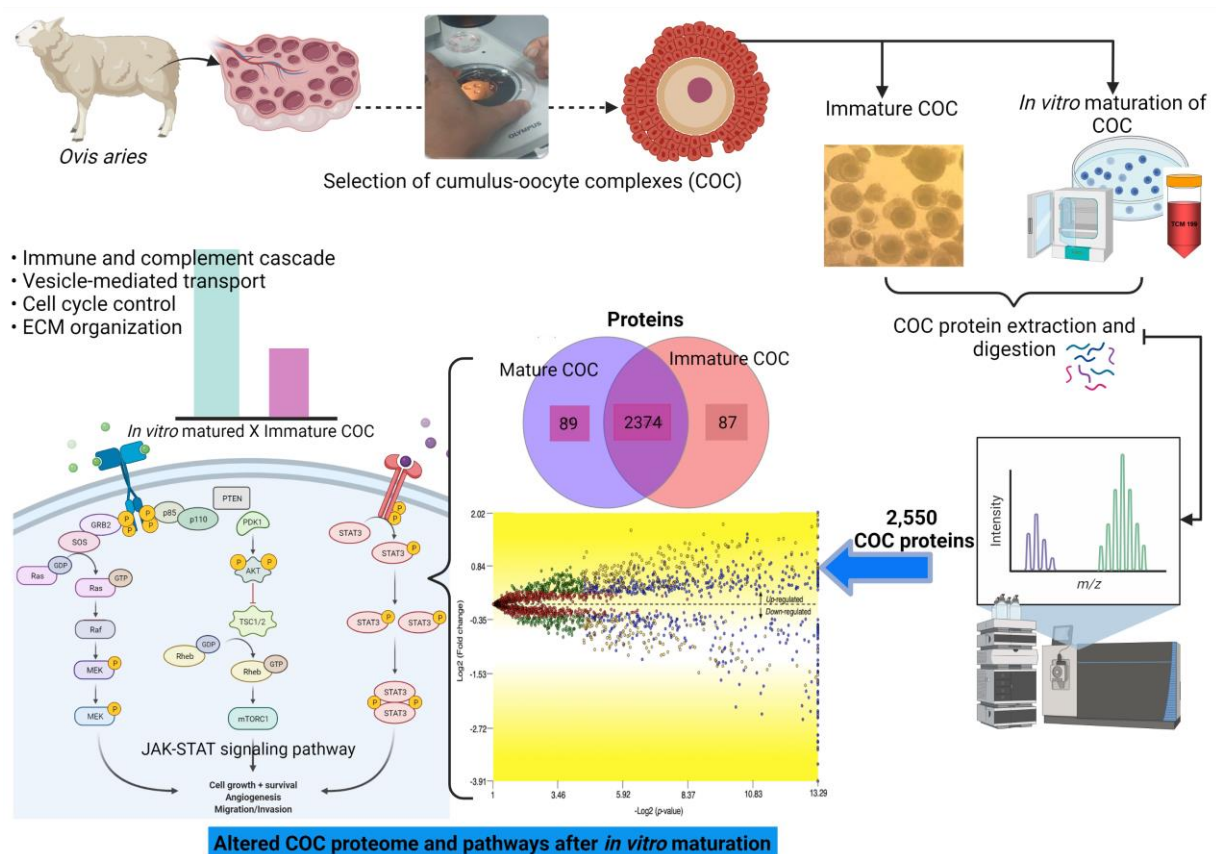 Ovis aries
OLYMPUS
Selection of cumulus-oocyte complexes (COC)
Immature COC
In vitro maturation of
COC
TCM 199
• Immune and complement cascade
• Vesicle-mediated transport
• Cell cycle control
• ECM organization
In vitro matured X Immature COC
COC protein extraction and
digestion
Proteins
Mature COC
Immature COC
89
2374
87
Intensity
m/z
2,550
COC proteins
2.02
0.84
-0.35
-1.53
-2.72
-3.91
Log2 (Fold change)
Up-regulated
Down-regulated
1
3.46
5.92
8.37
10.83
13.29
-Log2 (p-value)
PTEN
P
P
P
P
p85
p110
GRB2
SOS
PDK1
GDP
Ras
GTP
Ras
P
P
AKT
Raf
TSC1/2
MEK
P
GDP
Rheb
GTP
Rheb
MEK
P
mTORC1
P
P
STAT3
STAT3
P
STAT3
P
STAT3
P
STAT3
P
P
STAT3
JAK-STAT signaling pathway
Cell growth + survival
Angiogenesis
Migration/Invasion
Altered COC proteome and pathways after in vitro maturation